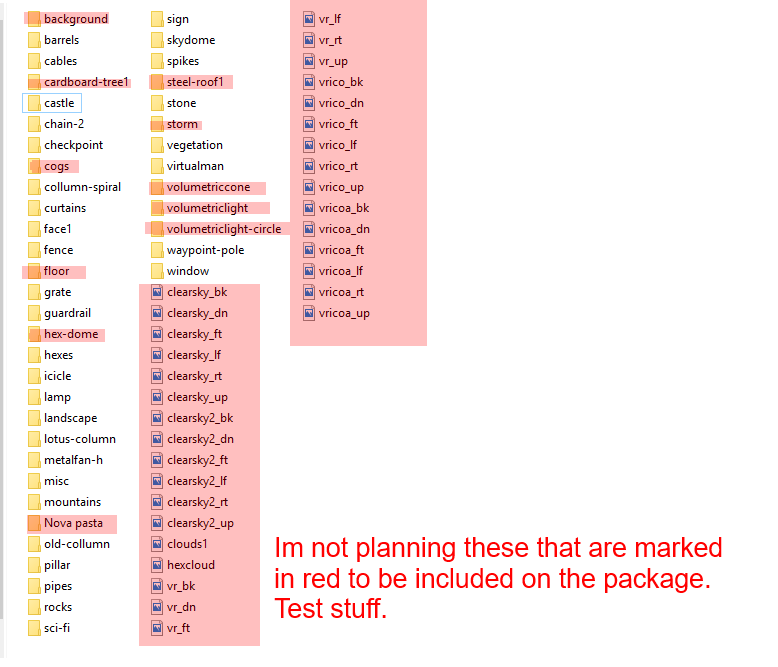 background
barrels
cables
cardboard-tree1
castle
chain-2
checkpoint
cogs
collumn-spiral
curtains
face1
fence
floor
grate
guardrail
hex-dome
hexes
icicle
lamp
landscape
lotus-column
metalfan-h
misc
mountains
Nova pasta
old-collumn
pillar
pipes
rocks
sci-fi
sign
skydome
spikes
steel-roof1
stone
storm
vegetation
virtualman
volumetriccone
volumetriclight
volumetriclight-circle
waypoint-pole
window
clearsky_bk
clearsky_dn
clearsky_ft
clearsky_lf
clearsky_rt
clearsky_up
clearsky2_bk
clearsky2_dn
clearsky2_ft
clearsky2_lf
clearsky2_rt
clearsky2_up
clouds1
hexcloud
vr_bk
vr_dn
vr_ft
vr_lf
vr_rt
vr_up
vrico_bk
vrico_dn
vrico_ft
vrico_lf
vrico_rt
vrico_up
vricoa_bk
vricoa_dn
vricoa_ft
vricoa_lf
vricoa_rt
vricoa_up
Im not planning these that are marked
in red to be included on the package.
Test stuff.